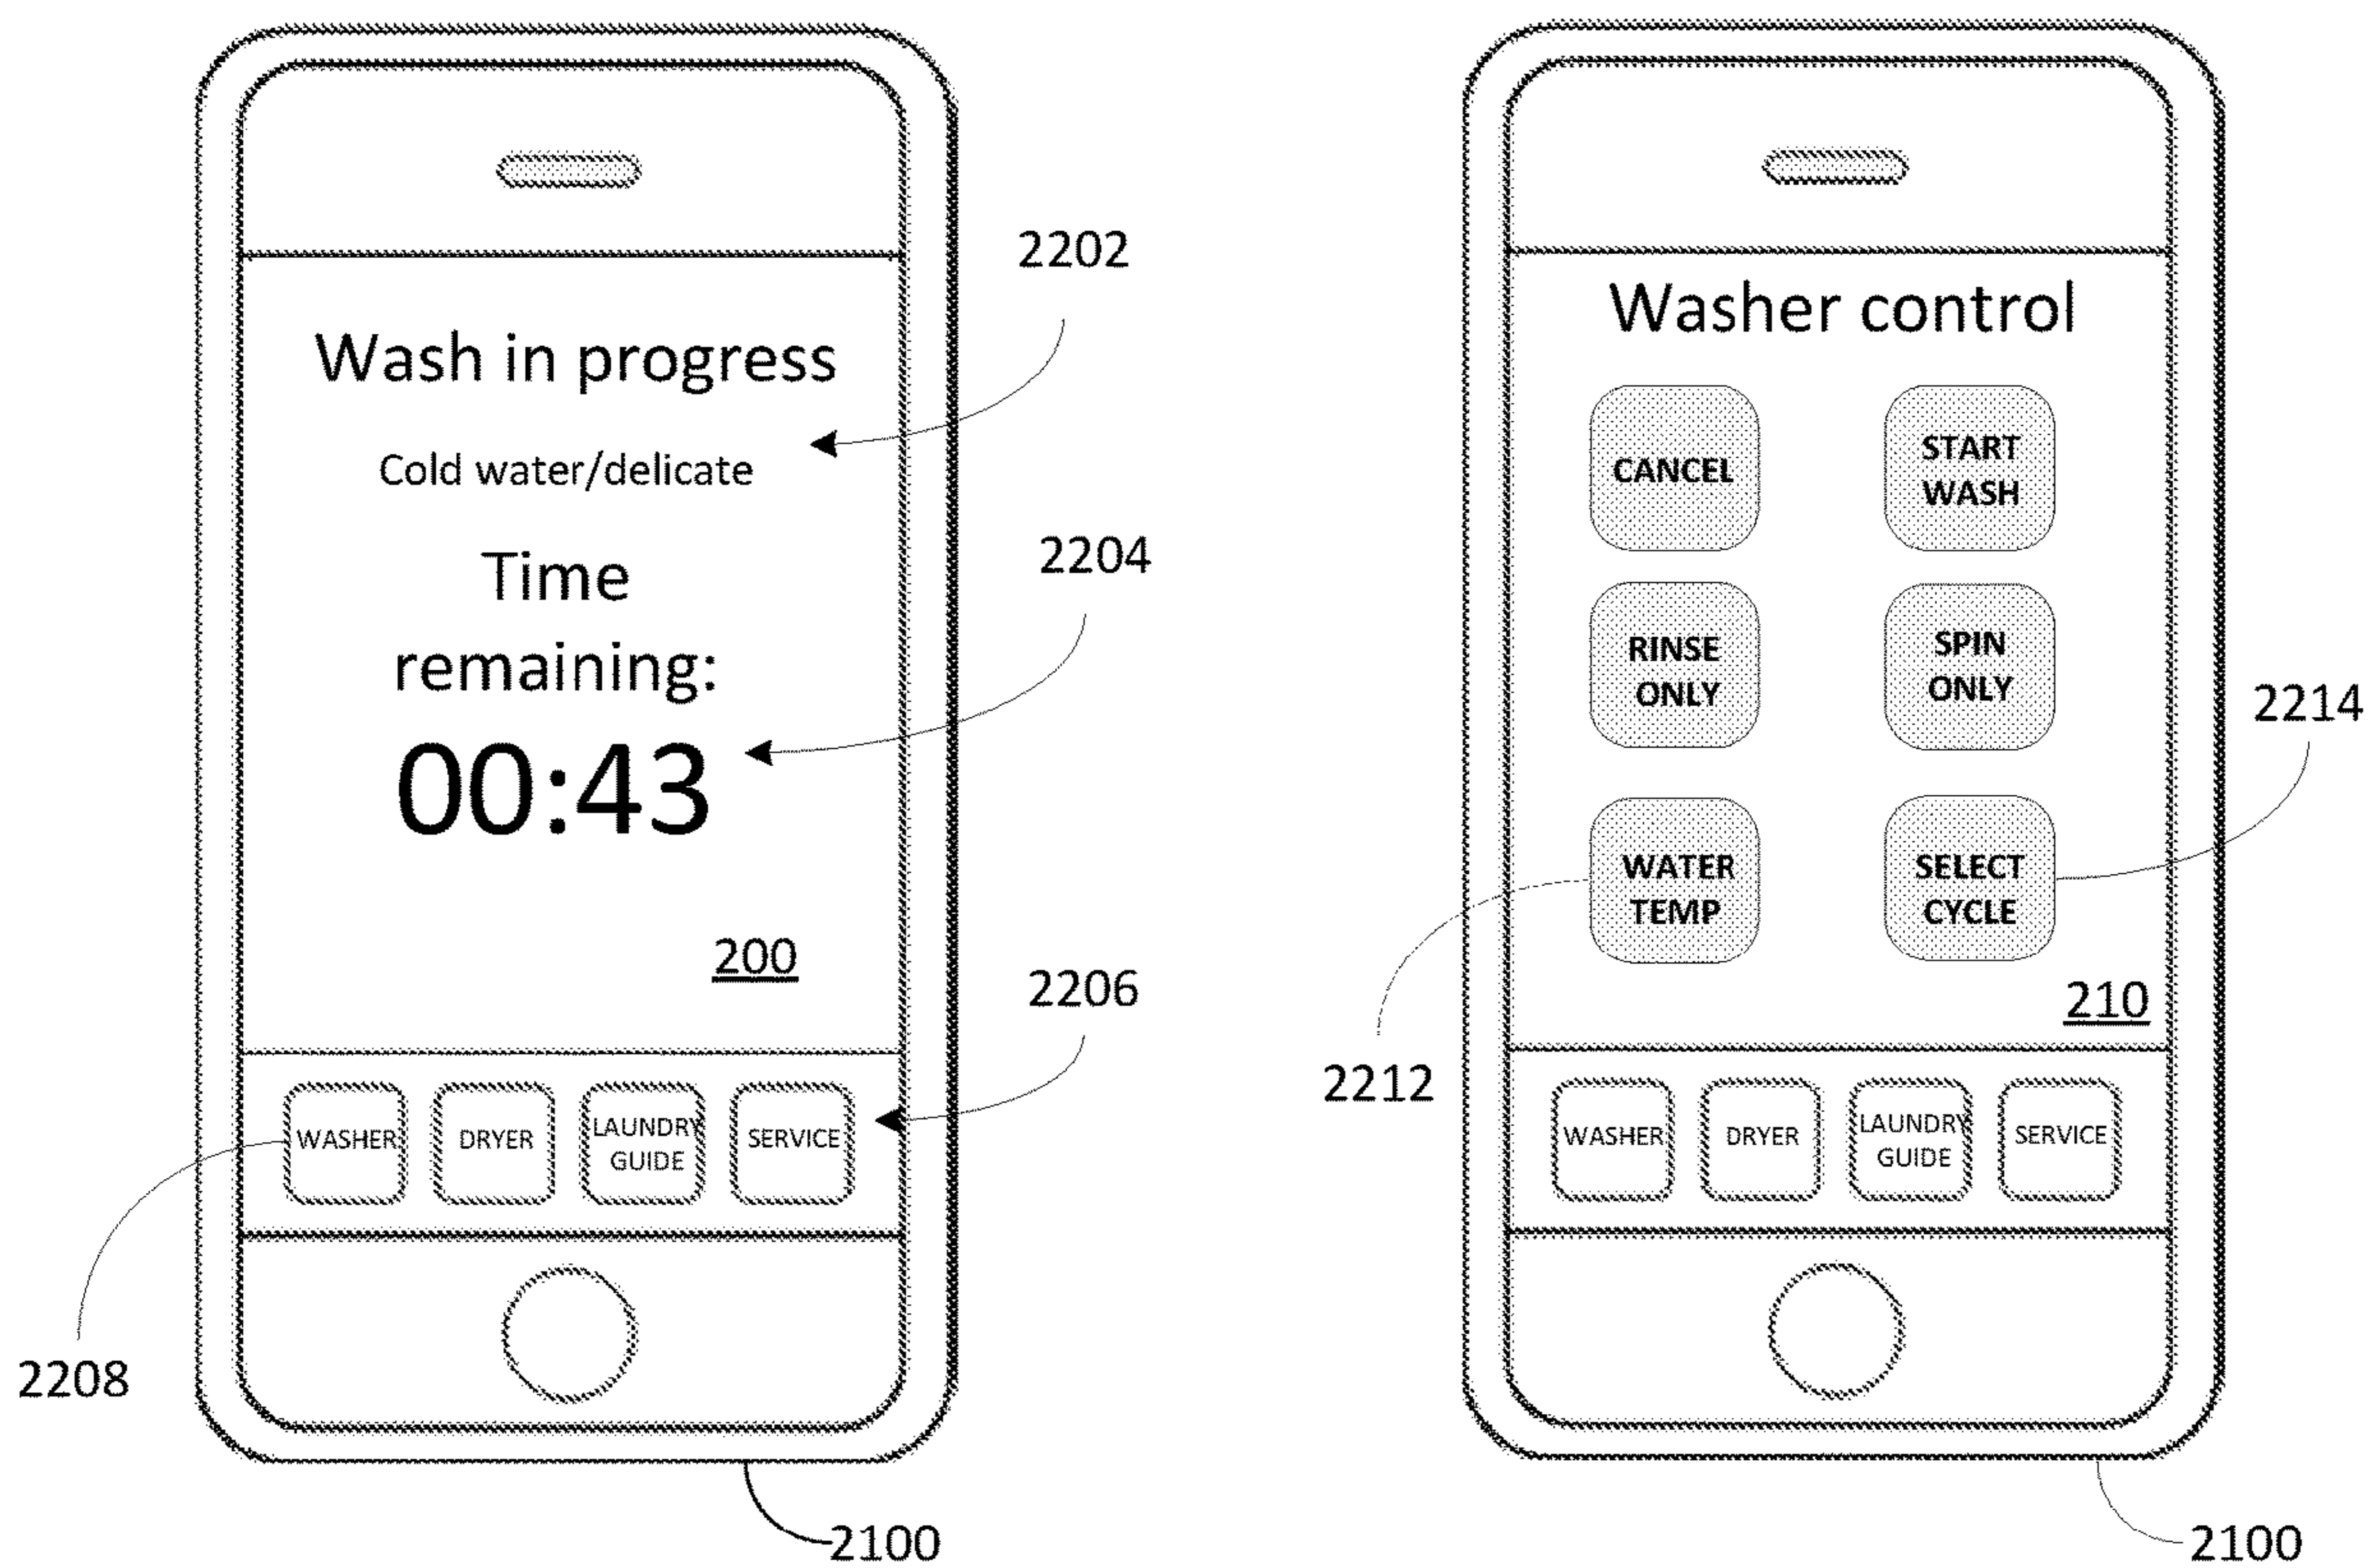 2202
Wash in progress
Cold water/delicate
2204
Time
remaining:
00:43
200
2206
WASHER
DRYER
LAUNDRY
GUIDE
SERVICE
2208
2100
Washer control
CANCEL
START
WASH
RINSE
ONLY
SPIN
ONLY
2214
WATER
TEMP
SELECT
CYCLE
210
2212
WASHER
DRYER
LAUNDRY
GUIDE
SERVICE
2100